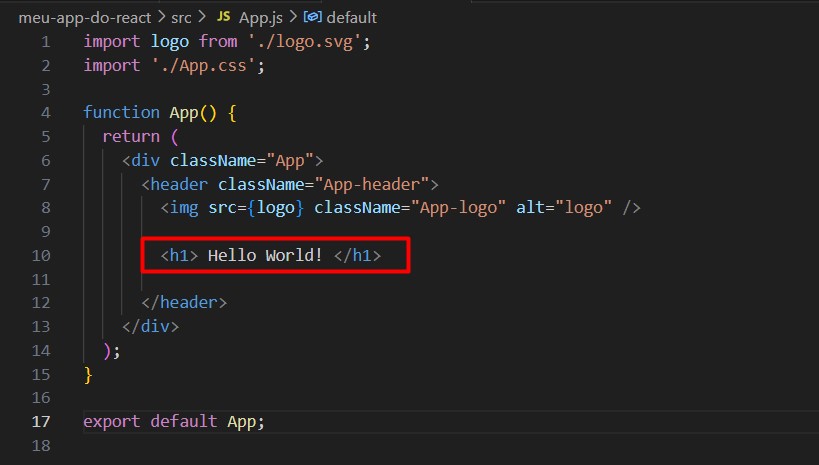 meu-app-do-react > src > JS App.js > default
1 import logo from './logo.svg';
2 import './App.css';
3
4 function App() {
5 return (
6 <div className="App">
7 <header className="App-header">
8 <img src={logo} className="App-logo" alt="logo" />
9
10 <h1> Hello World! </h1>
11
12 </header>
13 </div>
14 );
15 }
16
17 export default App;
18